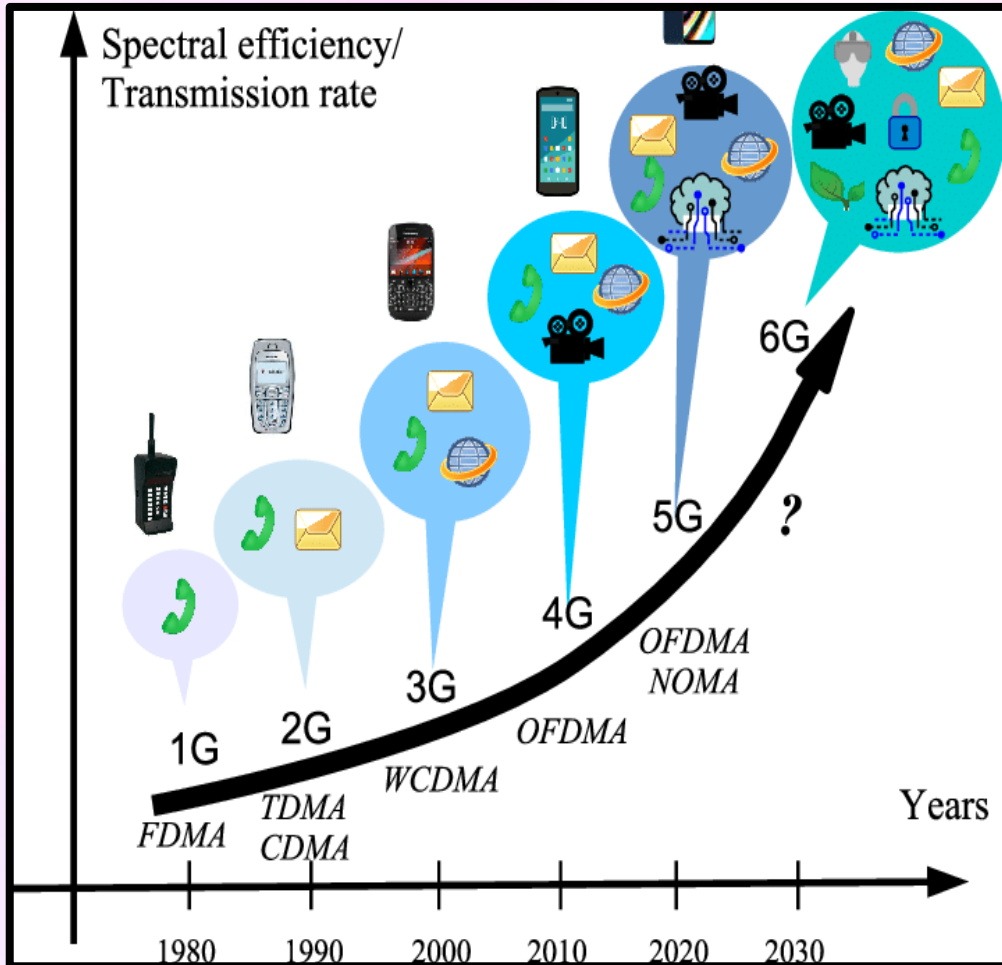 Spectral efficiency/
Transmission rate
6G
5G
?
4G
OFDMA
NOMA
3G
2G
OFDMA
1G
WCDMA
TDMA
CDMA
FDMA
Years
1980 1990 2000 2010 2020 2030